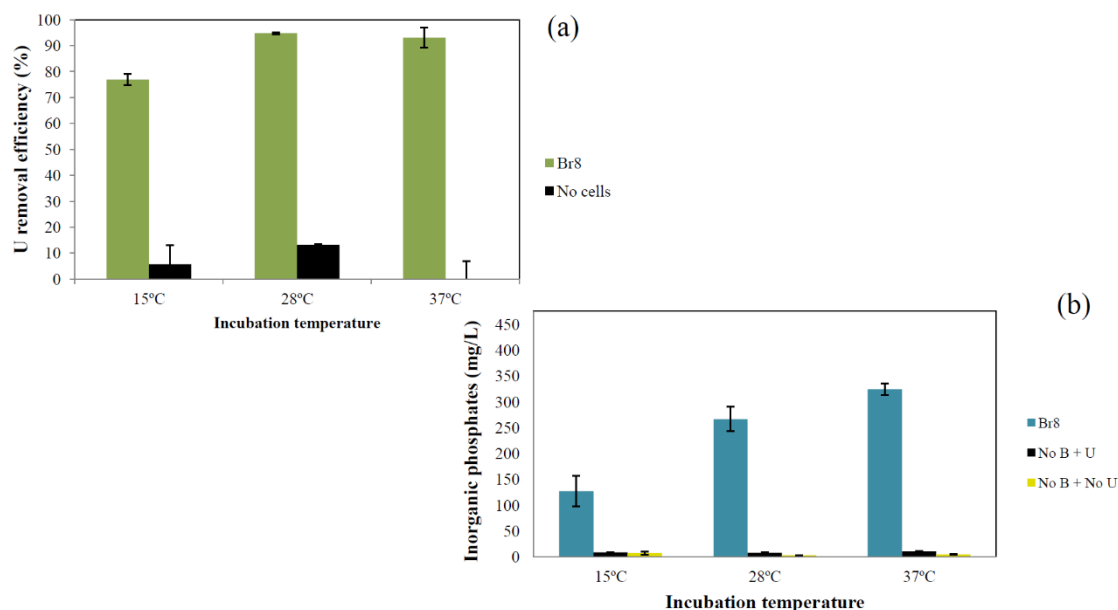 (a)
U removal efficiency (%)
100
90
80
70
60
50
40
30
20
10
0
15ºC 28ºC 37ºC
Incubation temperature
Br8
No cells
(b)
Inorganic phosphates (mg/L)
450
400
350
300
250
200
150
100
50
0
15ºC 28ºC 37ºC
Incubation temperature
Br8
No B + U
No B + No U